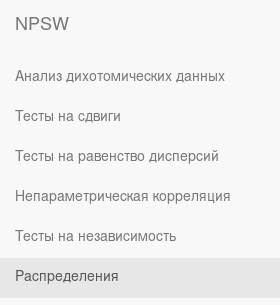 NPSW
Анализ дихотомических данных
Тесты на сдвиги
Тесты на равенство дисперсий
Непараметрическая корреляция
Тесты на независимость
Распределения